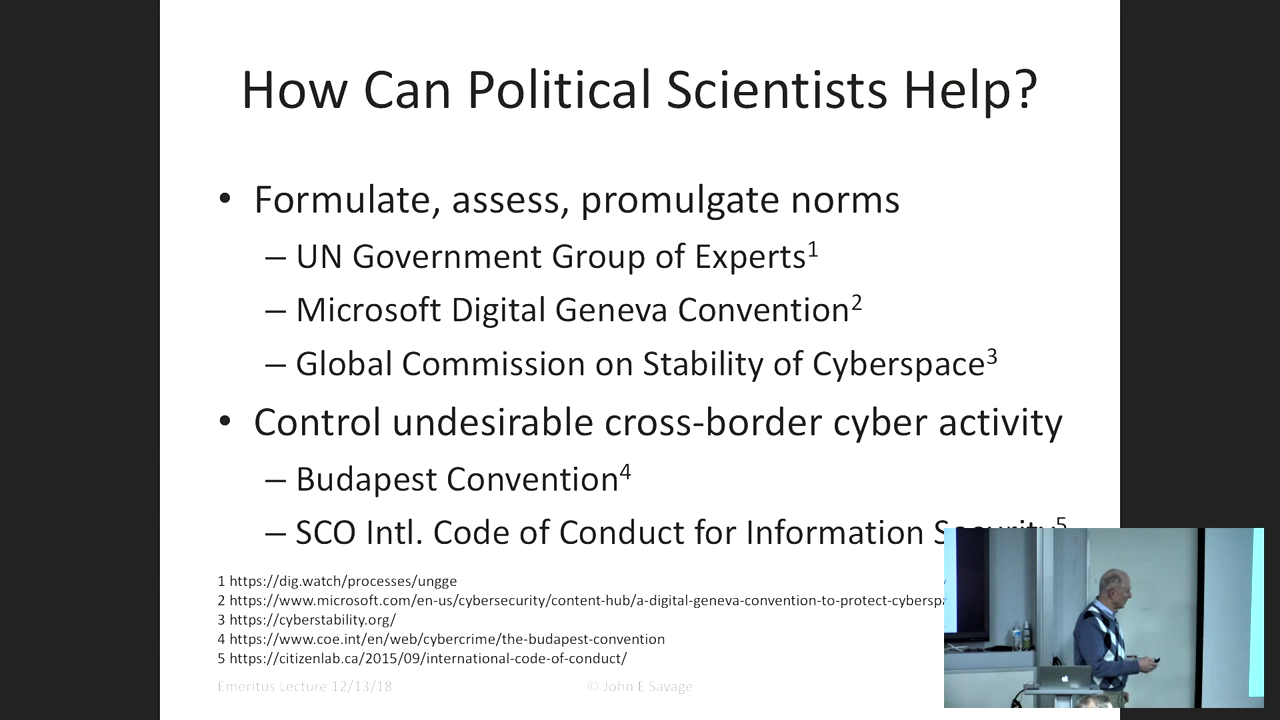 How Can Political Scientists Help?
• Formulate, assess, promulgate norms
– UN Government Group of Experts1
– Microsoft Digital Geneva Convention2
– Global Commission on Stability of Cyberspace3
• Control undesirable cross-border cyber activity
– Budapest Convention4
– SCO Intl. Code of Conduct for Information Security5
1 https://dig.watch/processes/ungge
2 https://www.microsoft.com/en-us/cybersecurity/content-hub/a-digital-geneva-convention-to-protect-cyberspa
3 https://cyberstability.org/
4 https://www.coe.int/en/web/cybercrime/the-budapest-convention
5 https://citizenlab.ca/2015/09/international-code-of-conduct/
Emeritus Lecture 12/13/18 © John E Savage